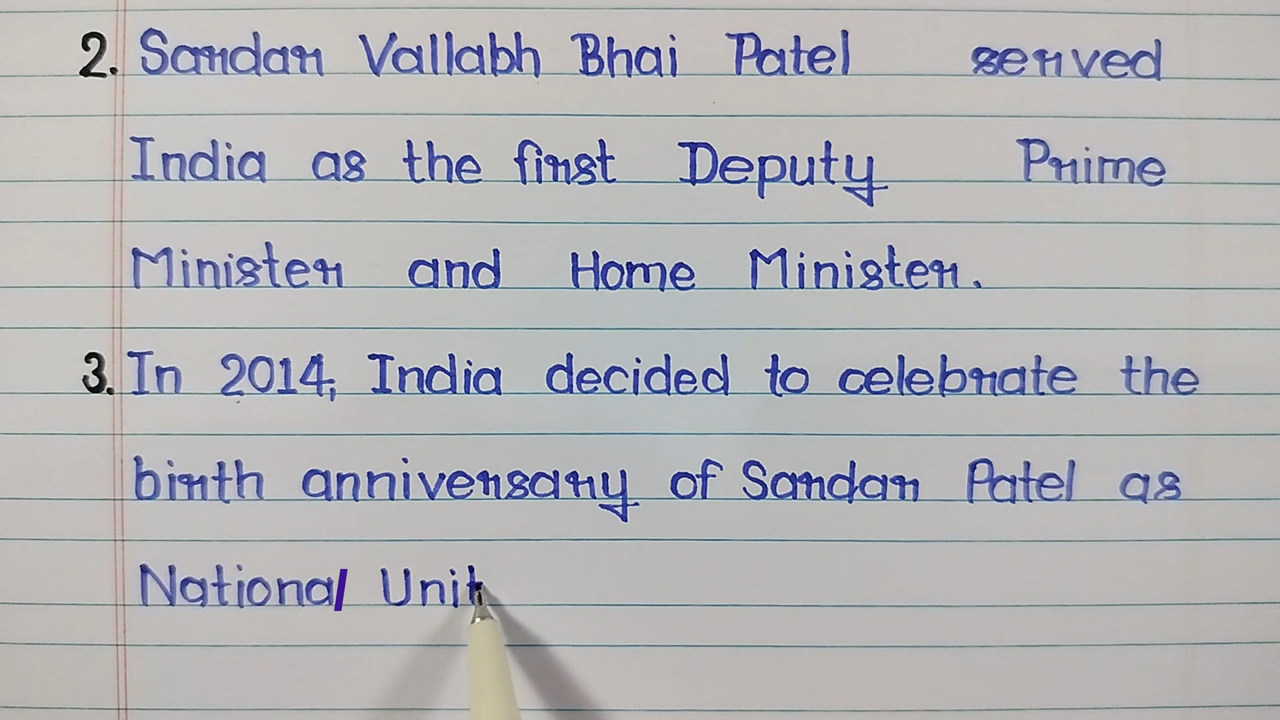 2. Sardar Vallabh Bhai Patel served
India as the first Deputy Prime
Minister and Home Minister.
3. In 2014, India decided to celebrate the
birth anniversary of Sardar Patel as
National Unit